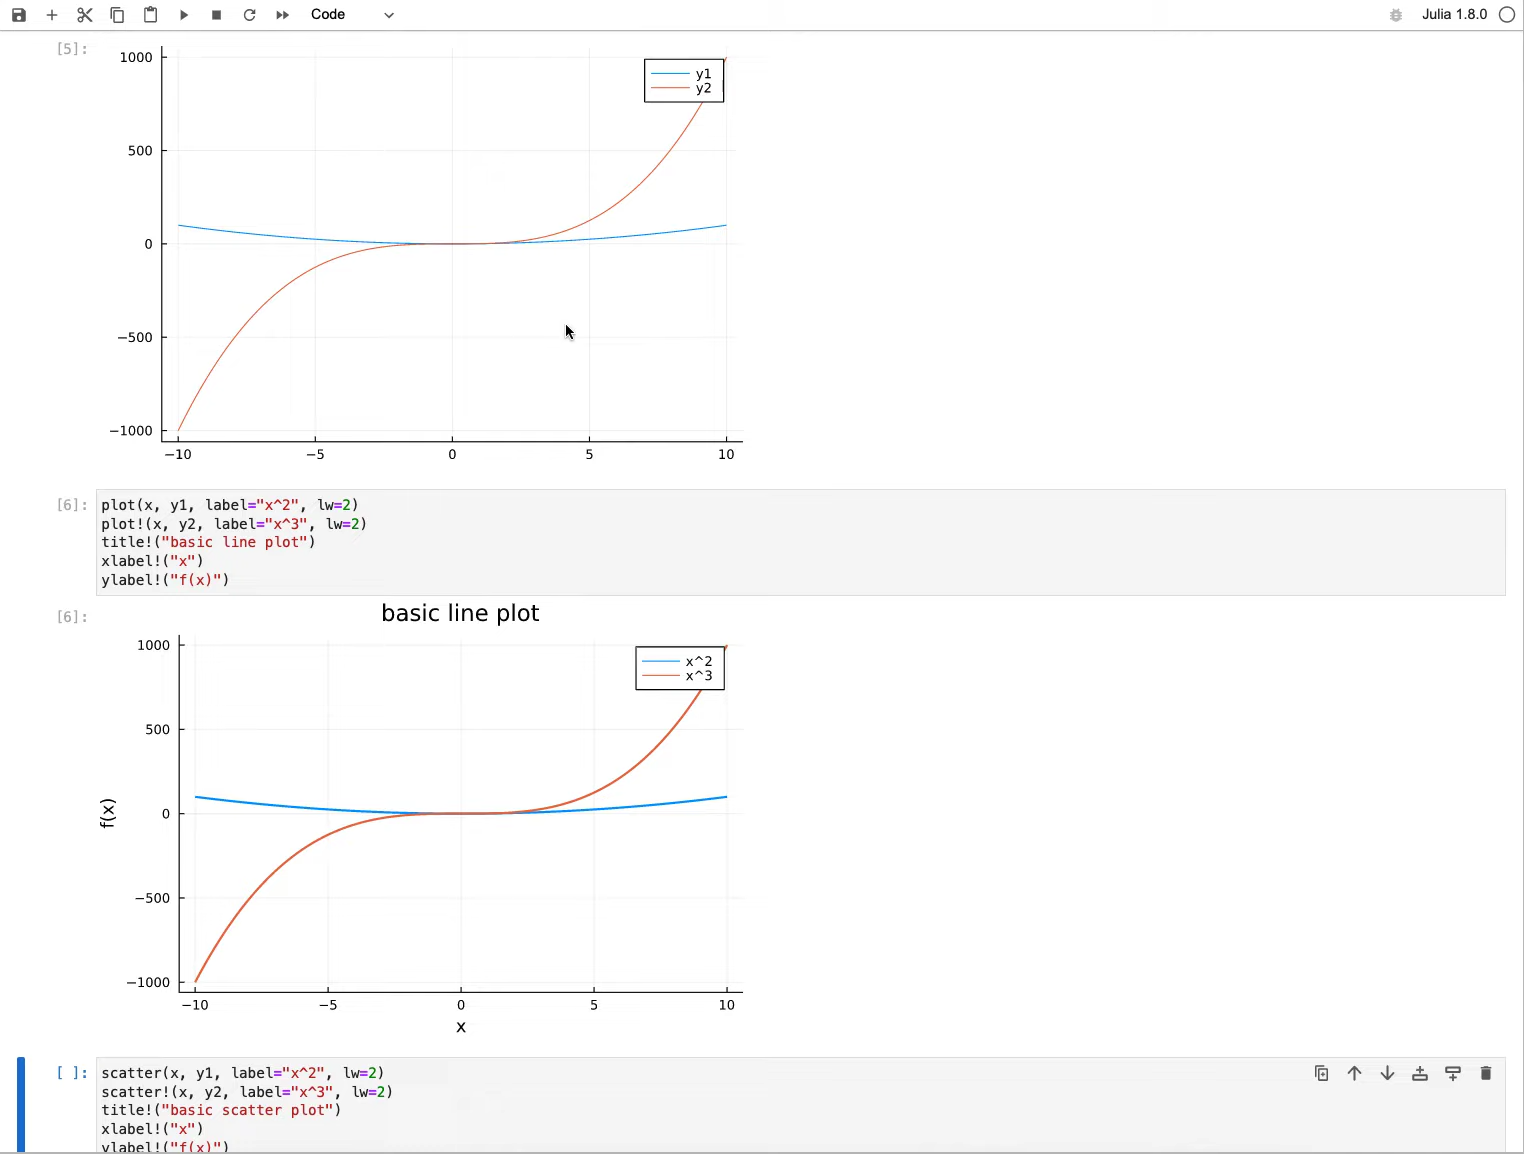 Code
Julia 1.8.0
[5]:
1000
500
0
−500
−1000
−10 −5 0 5 10
y1
y2
[6]:
plot(x, y1, label="x^2", lw=2)
plot!(x, y2, label="x^3", lw=2)
title!("basic line plot")
xlabel!("x")
ylabel!("f(x)")
[6]:
basic line plot
1000
500
0
−500
−1000
f(x)
−10 −5 0 5 10
x
x^2
x^3
[ ]:
scatter(x, y1, label="x^2", lw=2)
scatter!(x, y2, label="x^3", lw=2)
title!("basic scatter plot")
xlabel!("x")
ylabel!("f(x)")